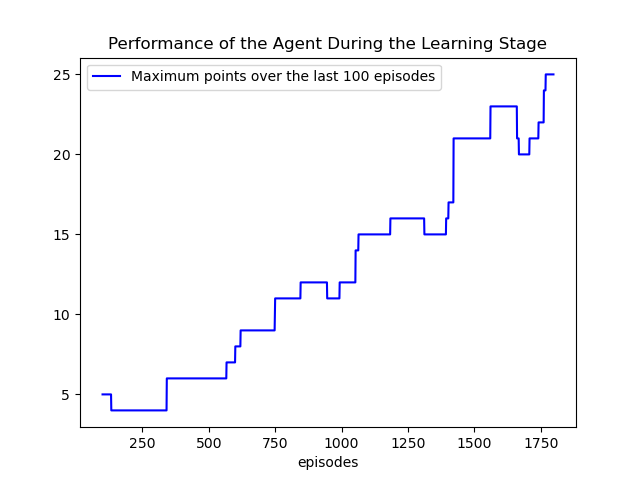 Performance of the Agent During the Learning Stage
Maximum points over the last 100 episodes
25
20
15
10
5
250 500 750 1000 1250 1500 1750
episodes